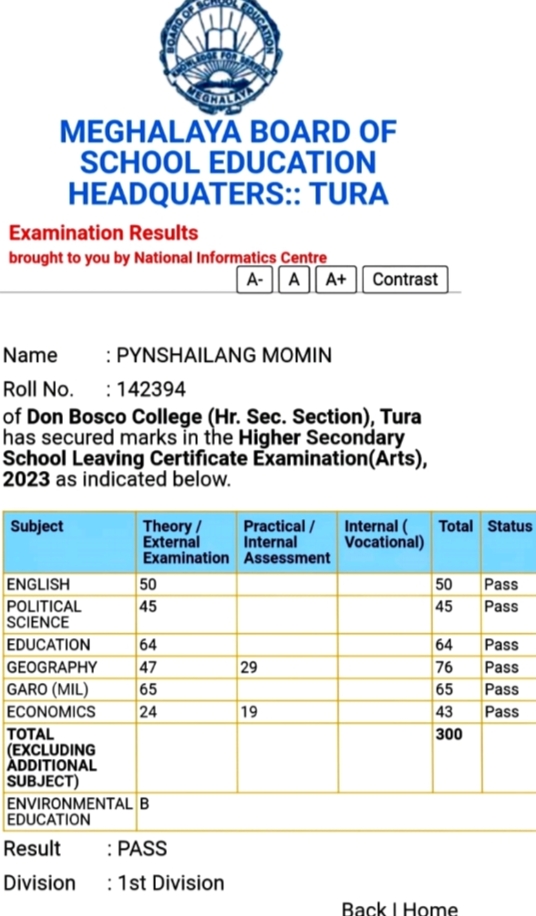 BOARD OF SCHOOL EDUCATION
KNOWLEDGE FOR SERVICE
MEGHALAYA
MEGHALAYA BOARD OF
SCHOOL EDUCATION
HEADQUATERS:: TURA
Examination Results
brought to you by National Informatics Centre
A- A A+ Contrast
Name : PYNSHAILANG MOMIN
Roll No. : 142394
of Don Bosco College (Hr. Sec. Section), Tura
has secured marks in the Higher Secondary
School Leaving Certificate Examination(Arts),
2023 as indicated below.
Subject Theory / Practical / Internal ( Total Status
External Internal Vocational)
Examination Assessment
ENGLISH 50 50 Pass
POLITICAL 45 45 Pass
SCIENCE
EDUCATION 64 64 Pass
GEOGRAPHY 47 29 76 Pass
GARO (MIL) 65 65 Pass
ECONOMICS 24 19 43 Pass
TOTAL 300
(EXCLUDING
ADDITIONAL
SUBJECT)
ENVIRONMENTAL B
EDUCATION
Result : PASS
Division : 1st Division
Back | Home